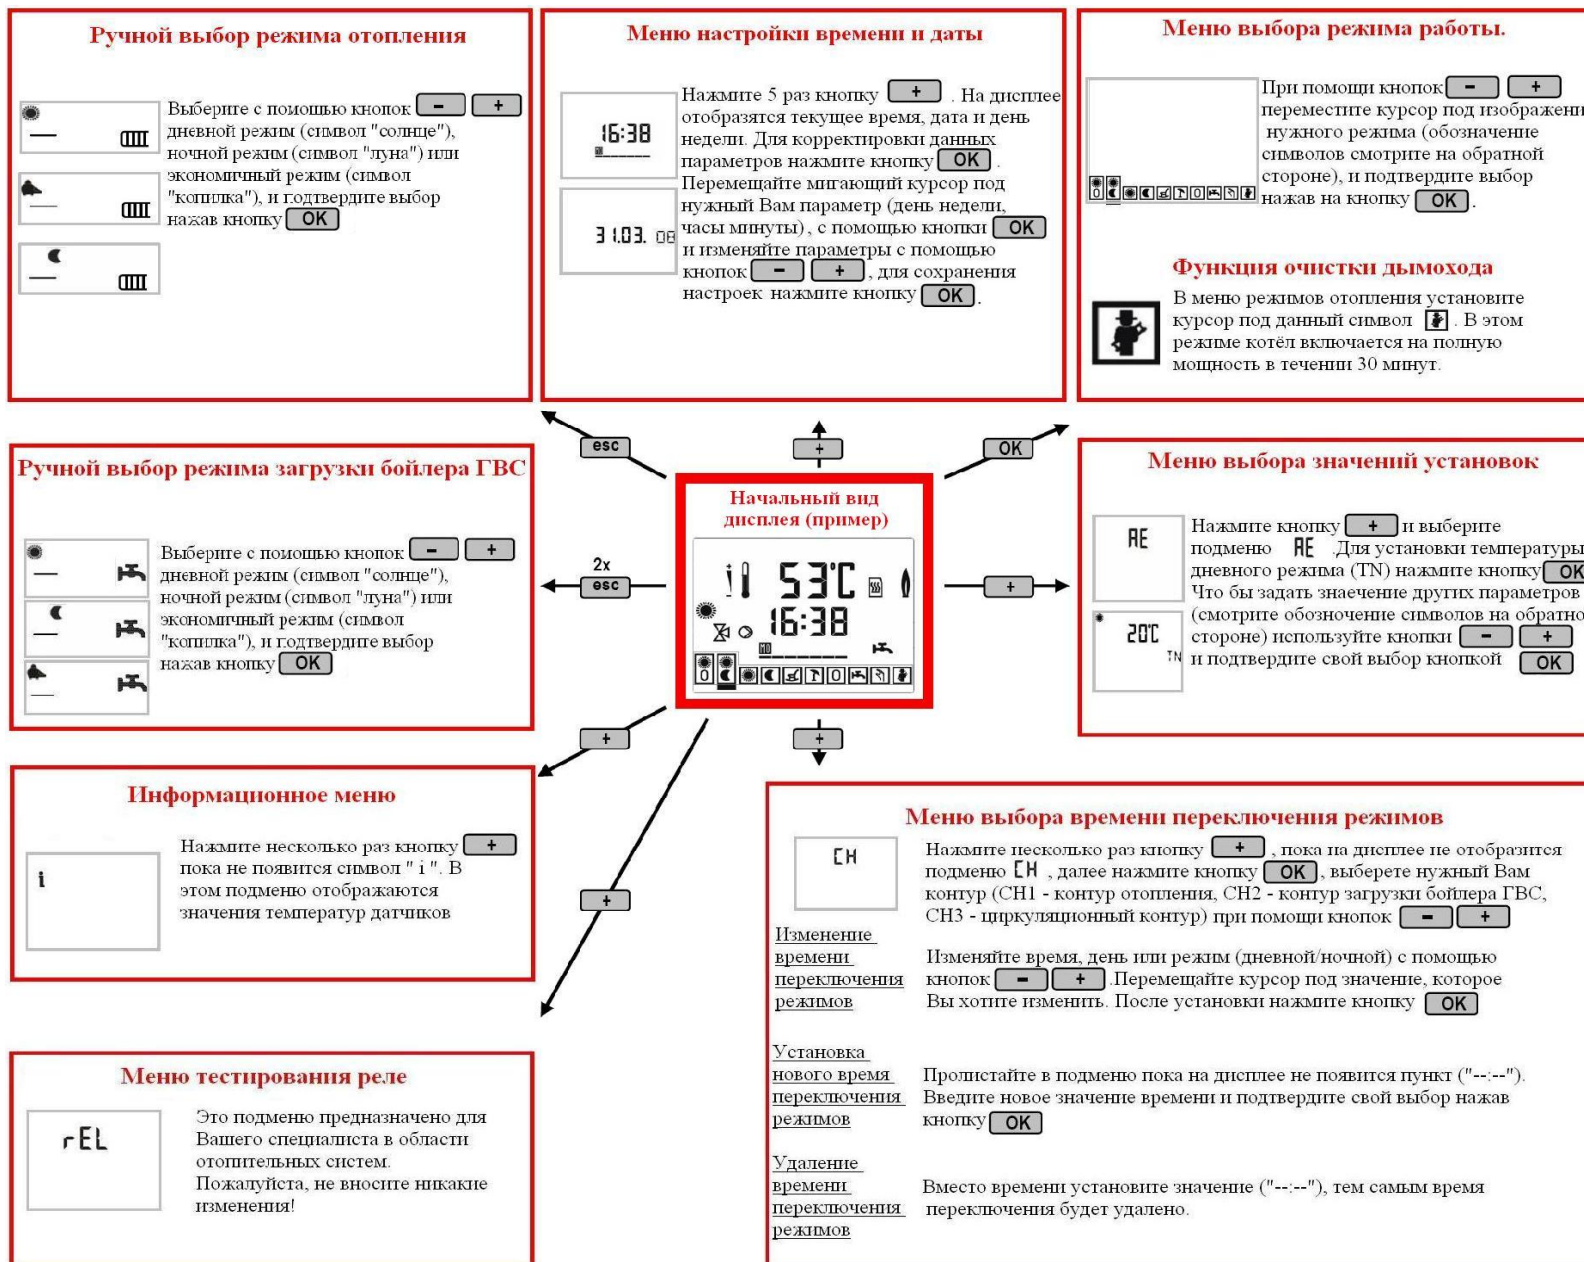 Ручной выбор режима отопления
Выберите с помощью кнопок - +
дневной режим (символ "солнце"),
ночной режим (символ "луна") или
экономичный режим (символ
"копилка"), и подтвердите выбор
нажав кнопку OK
Меню настройки времени и даты
16:38
31.03.
Нажмите 5 раз кнопку + . На дисплее
отобразятся текущее время, дата и день
недели. Для корректировки данных
параметров нажмите кнопку OK .
Перемещайте мигающий курсор под
нужный Вам параметр (день недели,
часы минуты), с помощью кнопки OK
и изменяйте параметры с помощью
кнопок - + , для сохранения
настроек нажмите кнопку OK .
Меню выбора режима работы.
При помощи кнопок - +
переместите курсор под изображени
нужного режима (обозначение
символов смотрите на обратной
стороне), и подтвердите выбор
нажав на кнопку OK .
Функция очистки дымохода
В меню режимов отопления установите
курсор под данный символ . В этом
режиме котёл включается на полную
мощность в течении 30 минут.
esc
+
OK
Ручной выбор режима загрузки бойлера ГВС
Выберите с помощью кнопок - +
дневной режим (символ "солнце"),
ночной режим (символ "луна") или
экономичный режим (символ
"копилка"), и подтвердите выбор
нажав кнопку OK
2x
esc
Начальный вид
дисплея (пример)
53°C
16:38
MO
0 0
+
Меню выбора значений установок
AE
20°C
TN
Нажмите кнопку + и выберите
подменю AE .Для установки температуры
дневного режима (TN) нажмите кнопку OK
Что бы задать знаечение других параметров
(смотрите обозночение символов на обратно
стороне) используйте кнопки - +
и подтвердите свой выбор кнопкой OK
+
+
+
Информационное меню
i
Нажмите несколько раз кнопку +
пока не появится символ " i ". В
этом подменю отображаются
значения температур датчиков
Меню тестирования реле
rEL
Это подменю предназначено для
Вашего специалиста в области
отопительных систем.
Пожалуйста, не вносите никакие
изменения!
Меню выбора времени переключения режимов
CH
Нажмите несколько раз кнопку + , пока на дисплее не отобразится
подменю CH , далее нажмите кнопку OK , выберете нужный Вам
контур (CH1 - контур отопления, CH2 - контур загрузки бойлера ГВС,
CH3 - циркуляционный контур) при помощи кнопок - +
Изменение
времени
переключения
режимов
Изменяйте время, день или режим (дневной/ночной) с помощью
кнопок - + .Перемещайте курсор под значение, которое
Вы хотите изменить. После установки нажмите кнопку OK
Установка
нового время
переключения
режимов
Пролистайте в подменю пока на дисплее не появится пункт ("--:--").
Введите новое значение времени и подтвердите свой выбор нажав
кнопку OK
Удаление
времени
переключения
режимов
Вместо времени установите значение ("--:--"), тем самым время
переключения будет удалено.